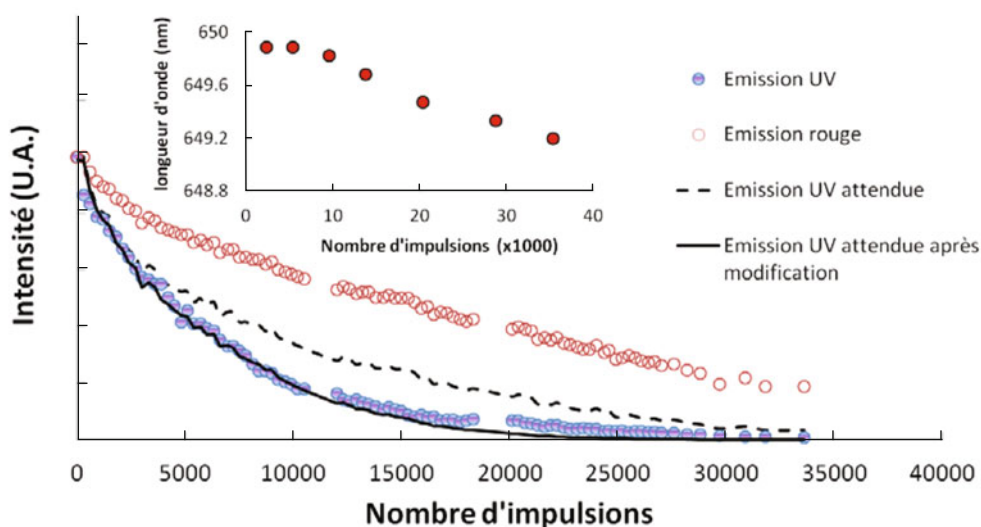 650
649.6
649.2
648.8
longueur d'onde (nm)
0 10 20 30 40
Nombre d'impulsions (x1000)
Emission UV
Emission rouge
Emission UV attendue
Emission UV attendue après
modification
Intensité (U.A.)
0 5000 10000 15000 20000 25000 30000 35000 40000
Nombre d'impulsions